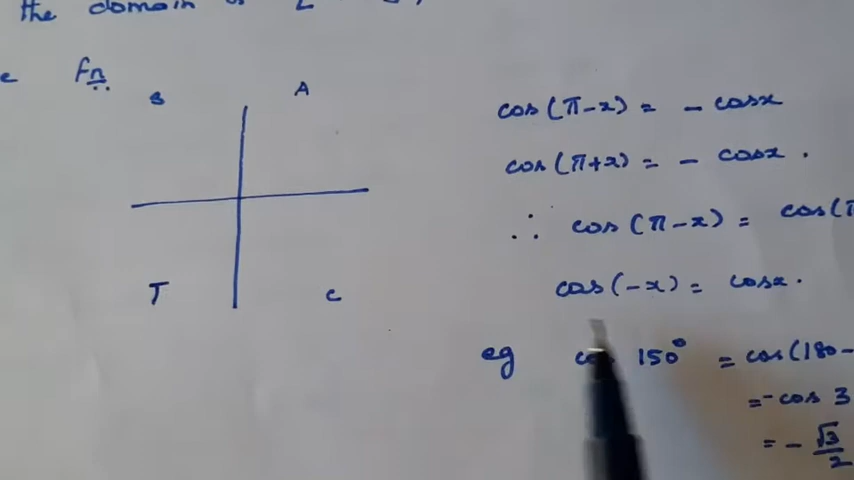 the domain
e fn
S A
T C
cos(π-x) = - cosx
cos(π+x) = - cosx.
∴ cos(π-x) = cos(π
cos(-x) = cosx.
eg cos 150° = cos(180-
= -cos 3
= - √3/2